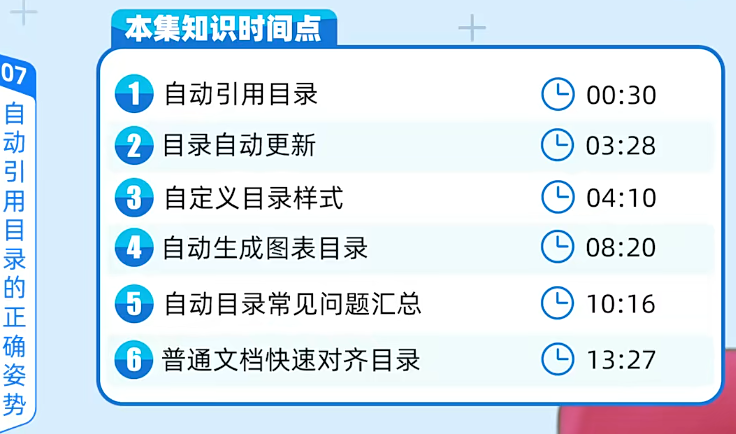 本集知识时间点
07
自动引用目录的正确姿势
1 自动引用目录 00:30
2 目录自动更新 03:28
3 自定义目录样式 04:10
4 自动生成图表目录 08:20
5 自动目录常见问题汇总 10:16
6 普通文档快速对齐目录 13:27